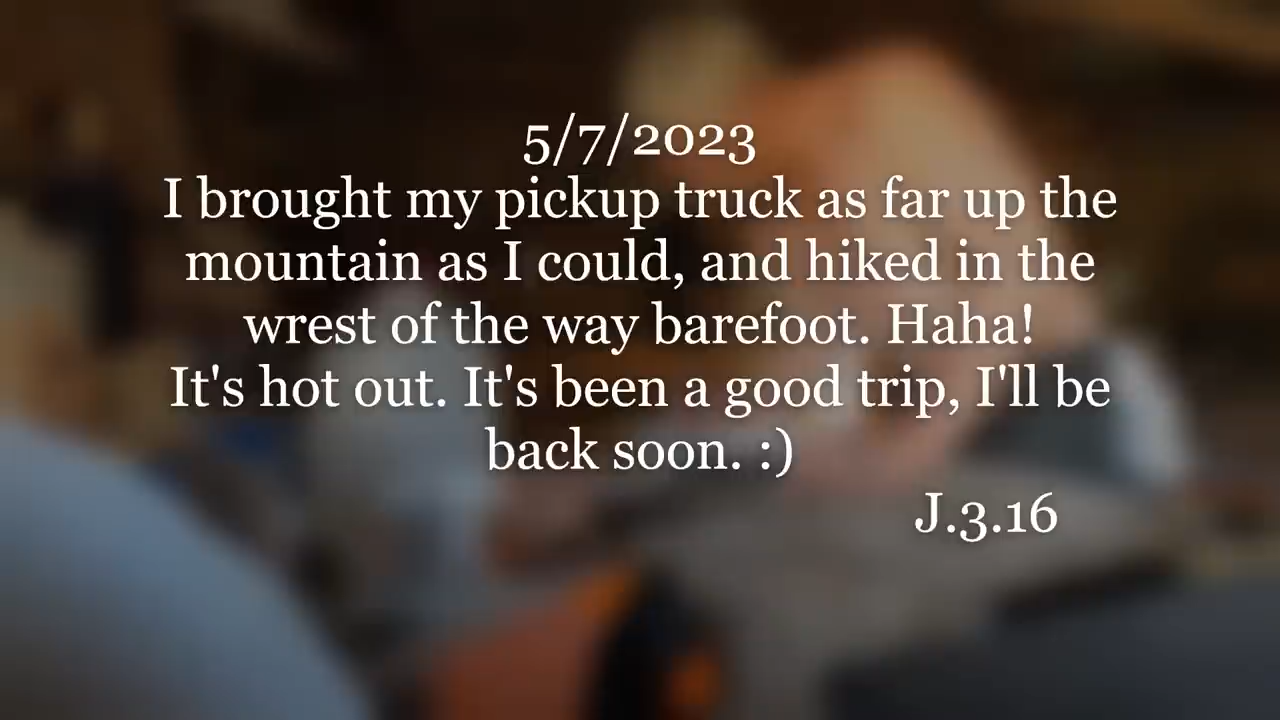 5/7/2023
I brought my pickup truck as far up the
mountain as I could, and hiked in the
wrest of the way barefoot. Haha!
It's hot out. It's been a good trip, I'll be
back soon. :)
J.3.16